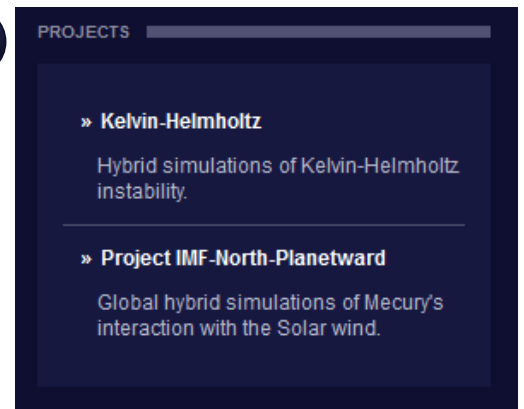 PROJECTS
» Kelvin-Helmholtz
Hybrid simulations of Kelvin-Helmholtz
instability.
» Project IMF-North-Planetward
Global hybrid simulations of Mecury's
interaction with the Solar wind.